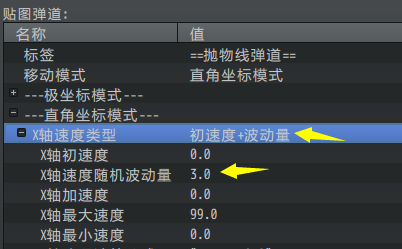 贴图弹道:
名称 值
标签 ==抛物线弹道==
移动模式 直角坐标模式
---极坐标模式---
---直角坐标模式---
X轴速度类型 初速度+波动量
X轴初速度 0.0
X轴速度随机波动量 3.0
X轴加速度 0.0
X轴最大速度 99.0
X轴最小速度 0.0